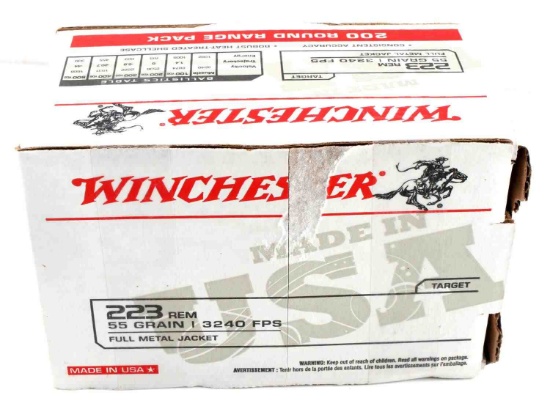 200 ROUND RANGE PACK
• CONSISTENT ACCURACY • ROBUST HEAT-TREATED SHELLCASE
BALLISTICS TABLE
223 REM
55 GRAIN | 3240 FPS
FULL METAL JACKET
TARGET
WINCHESTER
WINCHESTER
MADE IN
USA
TARGET
223 REM
55 GRAIN | 3240 FPS
FULL METAL JACKET
MADE IN USA
WARNING: Keep out of reach of children. Read all warnings on package.
AVERTISSEMENT : Tenir hors de la portée des enfants. Lire tous les avertissements sur l'emballage.